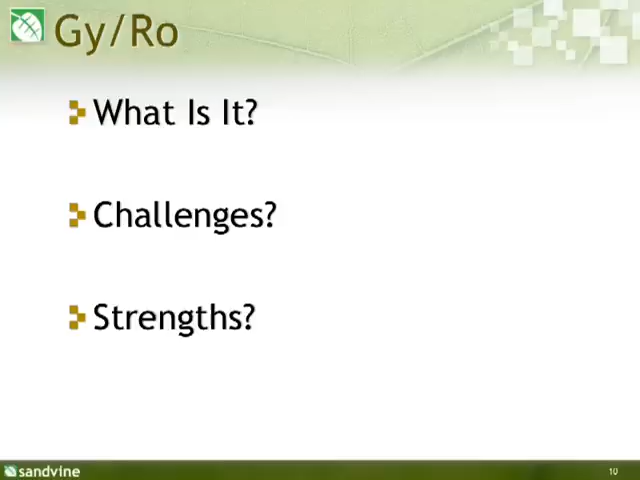 Gy/Ro
What Is It?
Challenges?
Strengths?
sandvine
10